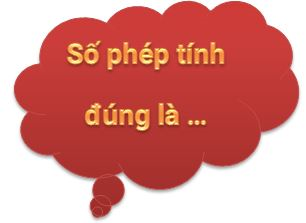 Số phép tính
đúng là ...